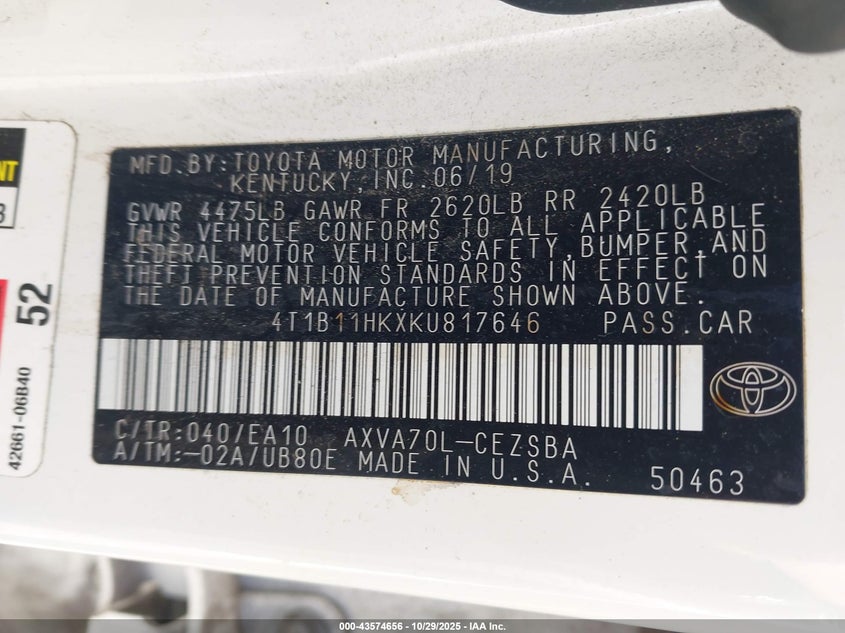 MFD.BY:TOYOTA MOTOR MANUFACTURING,
KENTUCKY,INC.06/19
GVWR 4475LB GAWR FR 2620LB RR 2420LB
THIS VEHICLE CONFORMS TO ALL APPLICABLE
FEDERAL MOTOR VEHICLE SAFETY,BUMPER,AND
THEFT PREVENTION STANDARDS IN EFFECT ON
THE DATE OF MANUFACTURE SHOWN ABOVE.
4T1B11HKXKU817646 PASS.CAR
C/TR:040/EA10 AXVA70L-CEZSBA
A/TM:-02A/UB80E MADE IN U.S.A.
50463
52
42661-06B40
000-43574656 | 10/29/2025 | IAA Inc.